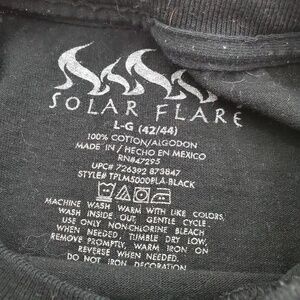 SOLAR FLARE
L-G (42/44)
100% COTTON/ALGODON
MADE IN / HECHO EN MEXICO
RN#47295
UPC# 726392 873847
STYLE# TPLM5000PLA-BLACK
MACHINE WASH WARM WITH LIKE COLORS,
WASH INSIDE OUT, GENTLE CYCLE
USE ONLY NON-CHLORINE BLEACH
WHEN NEEDED, TUMBLE DRY LOW,
REMOVE PROMPTLY, WARM IRON ON
REVERSE WHEN NEEDED.
DO NOT IRON DECORATION